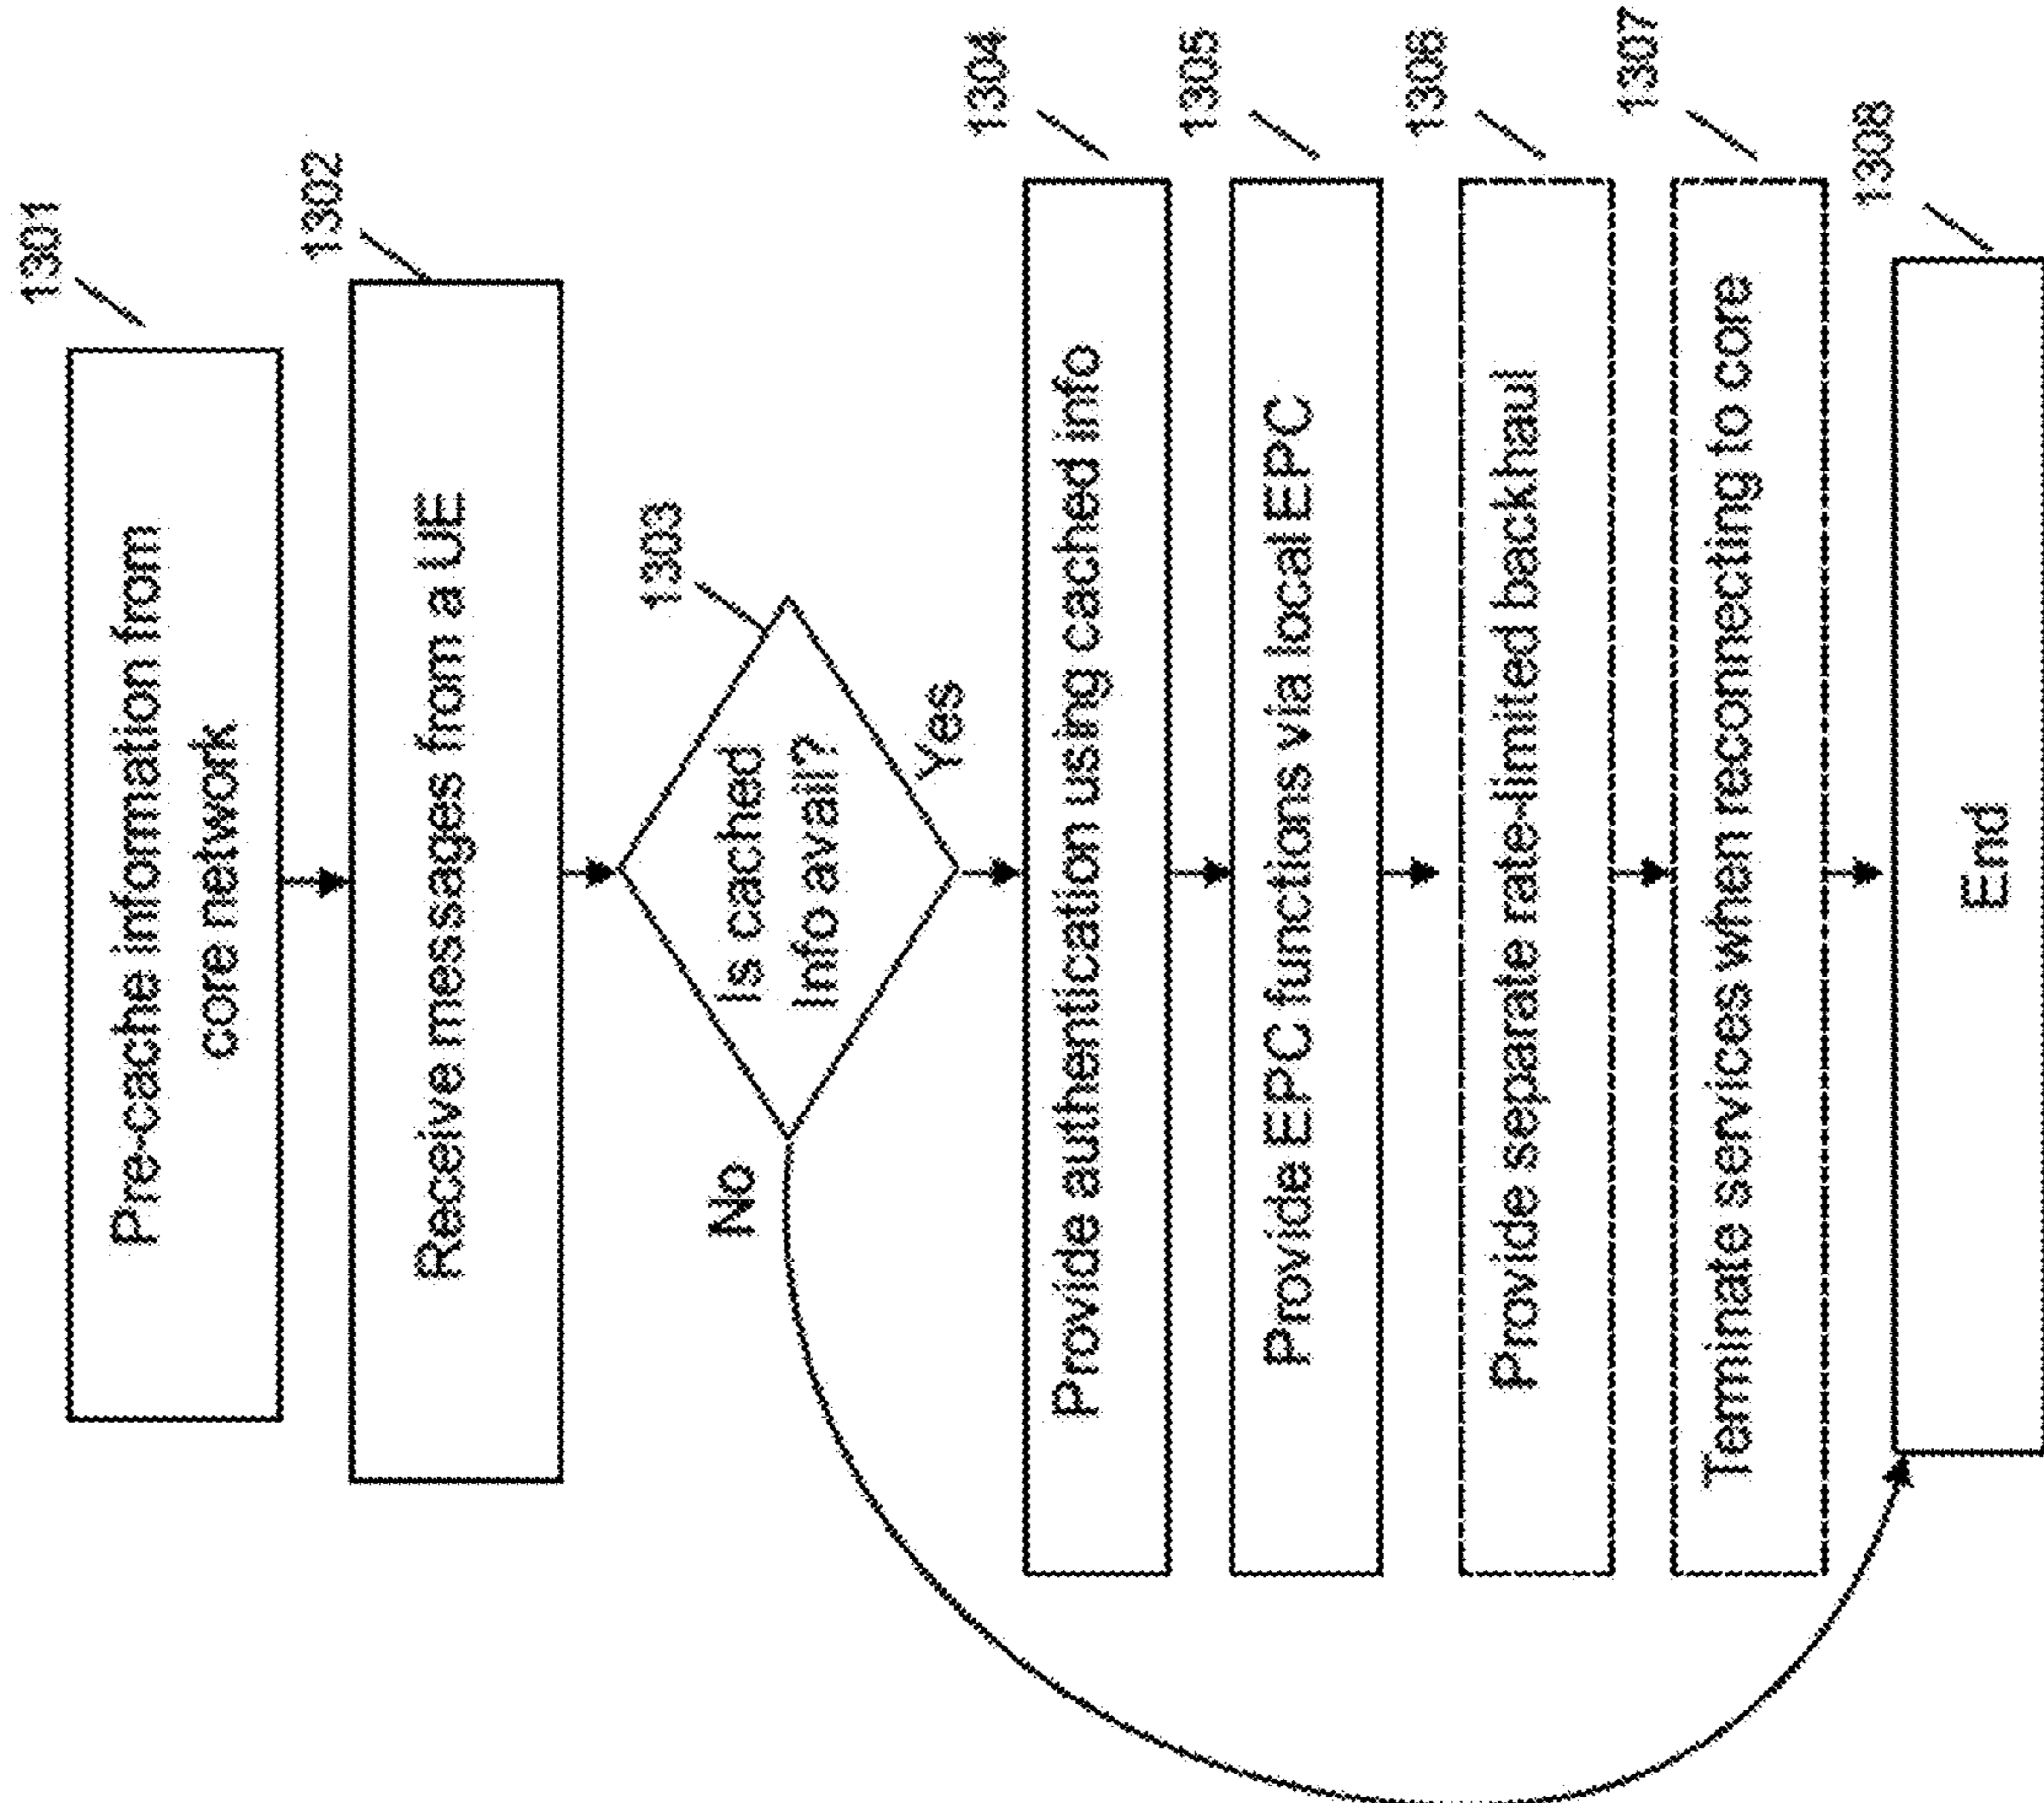 1301
Pre-cache information from
core network
1302
Receive messages from a UE
1303
Is cached
Info avail?
No
Yes
1304
Provide authentication using cached info
1305
Provide EPC functions via local EPC
1306
Provide separate rate-limited backhaul
1307
Terminate services when reconnecting to core
1308
End